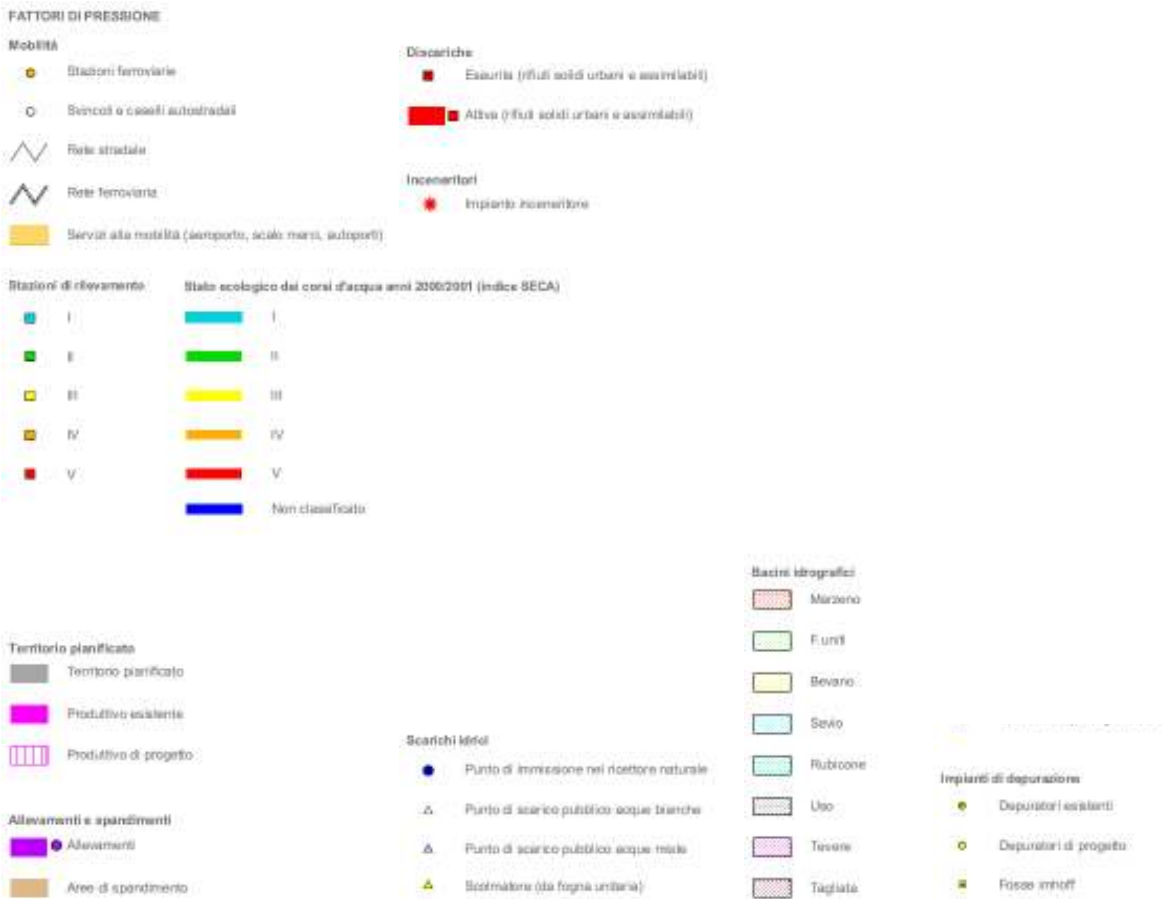 FATTORI DI PRESSIONE
Mobilità
Stazioni ferroviarie
Svincoli e caselli autostradali
Rete stradale
Rete ferroviaria
Servizi alla mobilità (aeroporto, scalo merci, autoporti)
Discariche
Esaurita (rifiuti solidi urbani e assimilabili)
Attiva (rifiuti solidi urbani e assimilabili)
Inceneritori
Impianto inceneritore
Stazioni di rilevamento
I
II
III
IV
V
Stato ecologico dei corsi d'acqua anni 2000/2001 (indice SECA)
I
II
III
IV
V
Non classificato
Territorio pianificato
Territorio pianificato
Produttivo esistente
Produttivo di progetto
Allevamenti e spandimenti
Allevamenti
Aree di spandimento
Scarichi idrici
Punto di immissione nel ricettore naturale
Punto di scarico pubblico acque bianche
Punto di scarico pubblico acque miste
Scolmatore (da fogna unitaria)
Bacini idrografici
Marzeno
F.uniti
Bevano
Savio
Rubicone
Uso
Tevere
Tagliata
Impianti di depurazione
Depuratori esistenti
Depuratori di progetto
Fosse imhoff